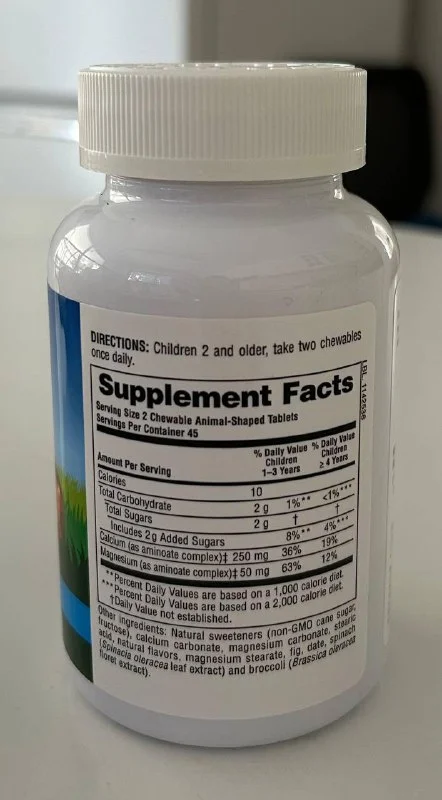 DIRECTIONS: Children 2 and older, take two chewables
once daily.
LBL 1142636
Supplement Facts
Serving Size 2 Chewable Animal-Shaped Tablets
Servings Per Container 45
Amount Per Serving % Daily Value Children 1-3 Years % Daily Value Children ≥ 4 Years
Calories 10
Total Carbohydrate 2 g 1%** <1%***
Total Sugars 2 g † †
Includes 2g Added Sugars 8%** 4%***
Calcium (as aminoate complex)‡ 250 mg 36% 19%
Magnesium (as aminoate complex)‡ 50 mg 63% 12%
**Percent Daily Values are based on a 1,000 calorie diet.
***Percent Daily Values are based on a 2,000 calorie diet.
†Daily Value not established.
Other ingredients: Natural sweeteners (non-GMO cane sugar,
fructose), calcium carbonate, magnesium carbonate, stearic
acid, natural flavors, magnesium stearate, fig, date, spinach
(Spinacia oleracea leaf extract) and broccoli (Brassica oleracea
floret extract).